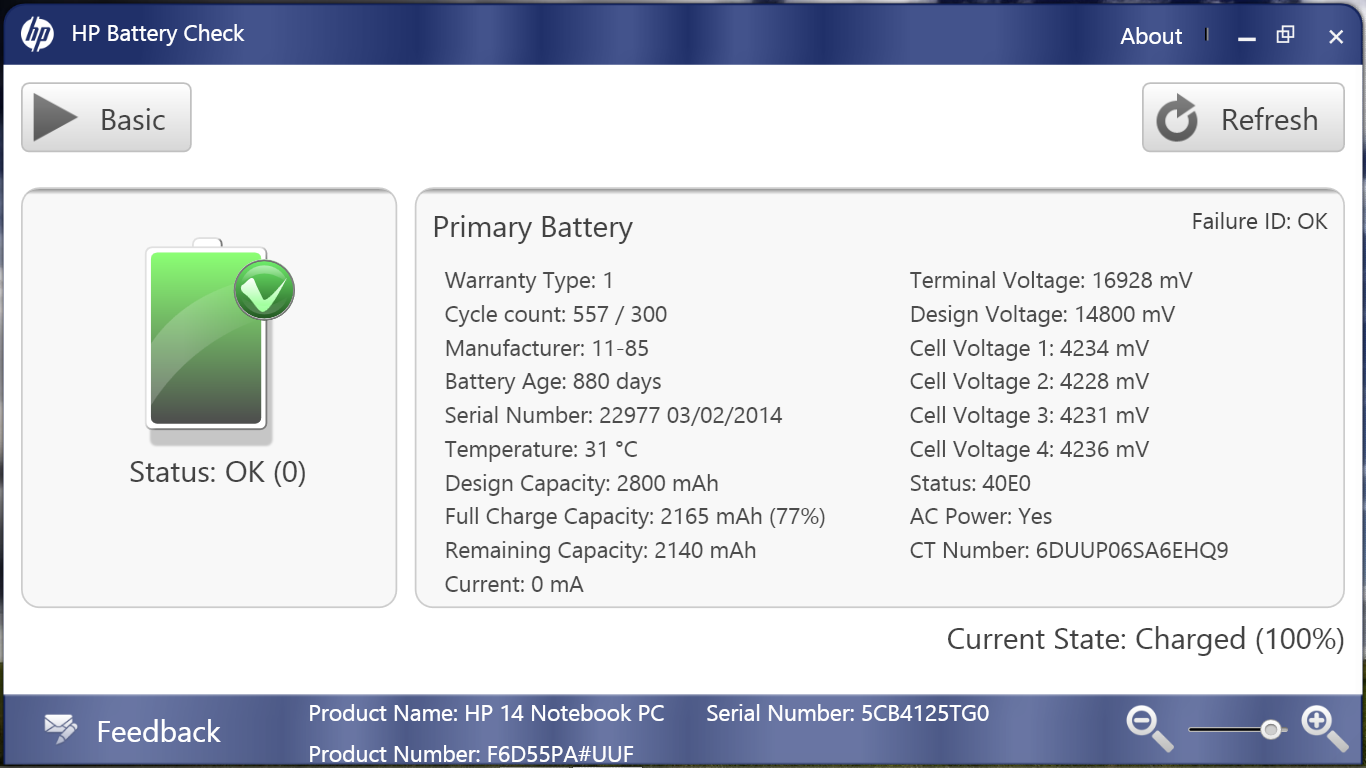 hp HP Battery Check
About
Basic
Refresh
Status: OK (0)
Primary Battery
Failure ID: OK
Warranty Type: 1
Cycle count: 557 / 300
Manufacturer: 11-85
Battery Age: 880 days
Serial Number: 22977 03/02/2014
Temperature: 31 °C
Design Capacity: 2800 mAh
Full Charge Capacity: 2165 mAh (77%)
Remaining Capacity: 2140 mAh
Current: 0 mA
Terminal Voltage: 16928 mV
Design Voltage: 14800 mV
Cell Voltage 1: 4234 mV
Cell Voltage 2: 4228 mV
Cell Voltage 3: 4231 mV
Cell Voltage 4: 4236 mV
Status: 40E0
AC Power: Yes
CT Number: 6DUUP06SA6EHQ9
Current State: Charged (100%)
Feedback
Product Name: HP 14 Notebook PC
Serial Number: 5CB4125TG0
Product Number: F6D55PA#UUF